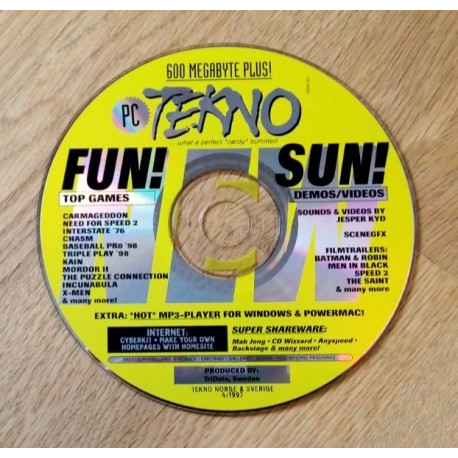 600 MEGABYTE PLUS!
PC TEKNO
what a perfect "nørdy" summer!
FUN!
TOP GAMES
CARMAGEDDON
NEED FOR SPEED 2
INTERSTATE '76
CHASM
BASEBALL PRO '98
TRIPLE PLAY '98
KAIN
MORDOR II
THE PUZZLE CONNECTION
INCUNABULA
X-MEN
& many more!
SUN!
DEMOS/VIDEOS
SOUNDS & VIDEOS BY
JESPER KYD
SCENEGFX
FILMTRAILERS:
BATMAN & ROBIN
MEN IN BLACK
SPEED 2
THE SAINT
& many more!
EXTRA: "HOT" MP3-PLAYER FOR WINDOWS & POWERMAC!
INTERNET:
CYBERKIT • MAKE YOUR OWN
HOMEPAGES WITH HOMESITE
SUPER SHAREWARE:
Mah Jong • CD Wizzard • Anyspeed •
Backstage & many more!
PRODUCED BY:
TriData, Sweden
TEKNO NORGE & SVERIGE
4/1997